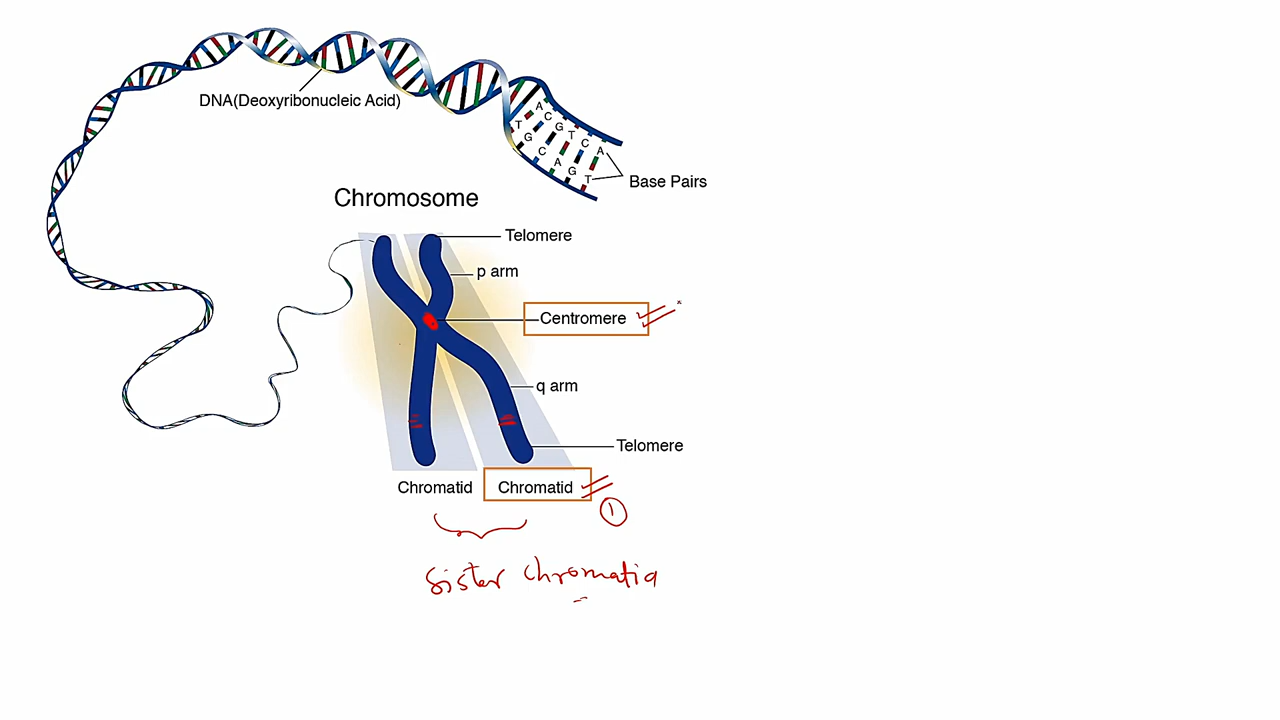 DNA(Deoxyribonucleic Acid)
A
C
G
T
C
A
T
G
C
A
G
T
Base Pairs
Chromosome
Telomere
p arm
Centromere
q arm
Telomere
Chromatid Chromatid
1
Sister chromatid